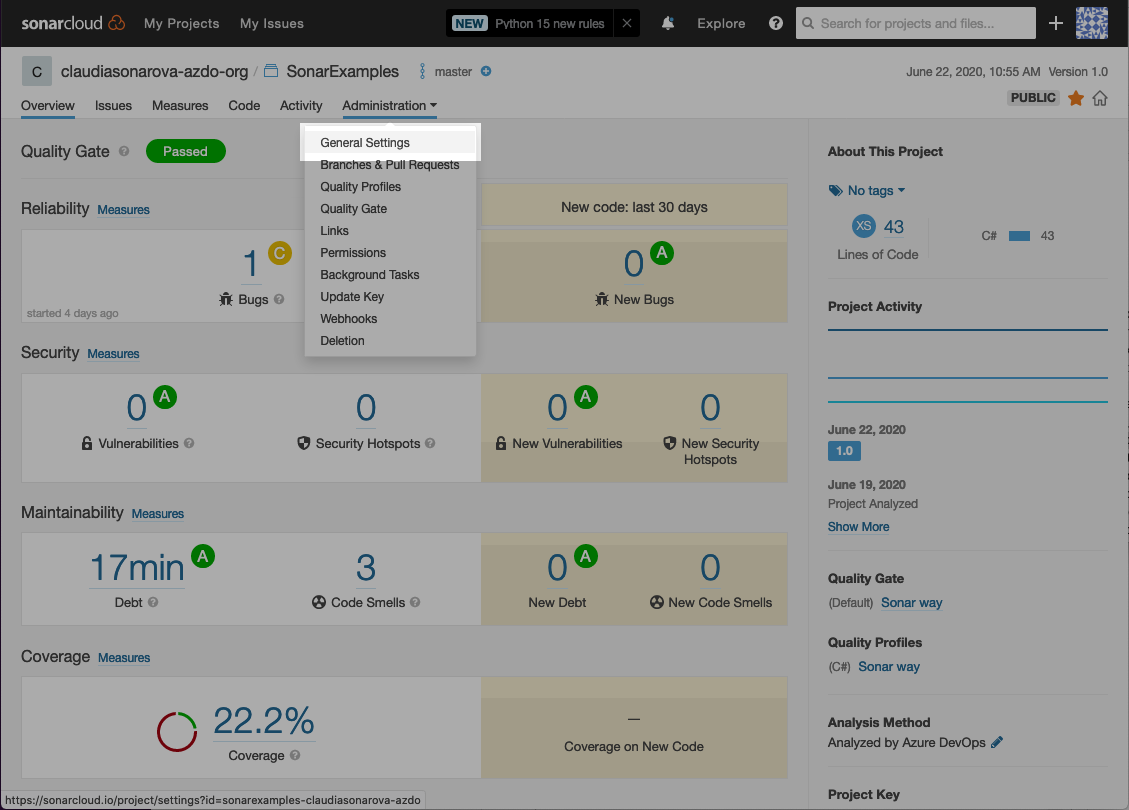 sonarcloud My Projects My Issues NEW Python 15 new rules Explore Search for projects and files...
C claudiasonarova-azdo-org / SonarExamples master June 22, 2020, 10:55 AM Version 1.0
Overview Issues Measures Code Activity Administration PUBLIC
Quality Gate Passed
General Settings
Branches & Pull Requests
Quality Profiles
Quality Gate
Links
Permissions
Background Tasks
Update Key
Webhooks
Deletion
Reliability Measures
New code: last 30 days
1 C
Bugs
started 4 days ago
0 A
New Bugs
Security Measures
0 A
Vulnerabilities
0
Security Hotspots
0 A
New Vulnerabilities
0
New Security
Hotspots
Maintainability Measures
17min A
Debt
3
Code Smells
0 A
New Debt
0
New Code Smells
Coverage Measures
22.2%
Coverage
—
Coverage on New Code
About This Project
No tags
XS 43
Lines of Code
C# 43
Project Activity
June 22, 2020
1.0
June 19, 2020
Project Analyzed
Show More
Quality Gate
(Default) Sonar way
Quality Profiles
(C#) Sonar way
Analysis Method
Analyzed by Azure DevOps
Project Key
https://sonarcloud.io/project/settings?id=sonarexamples-claudiasonarova-azdo